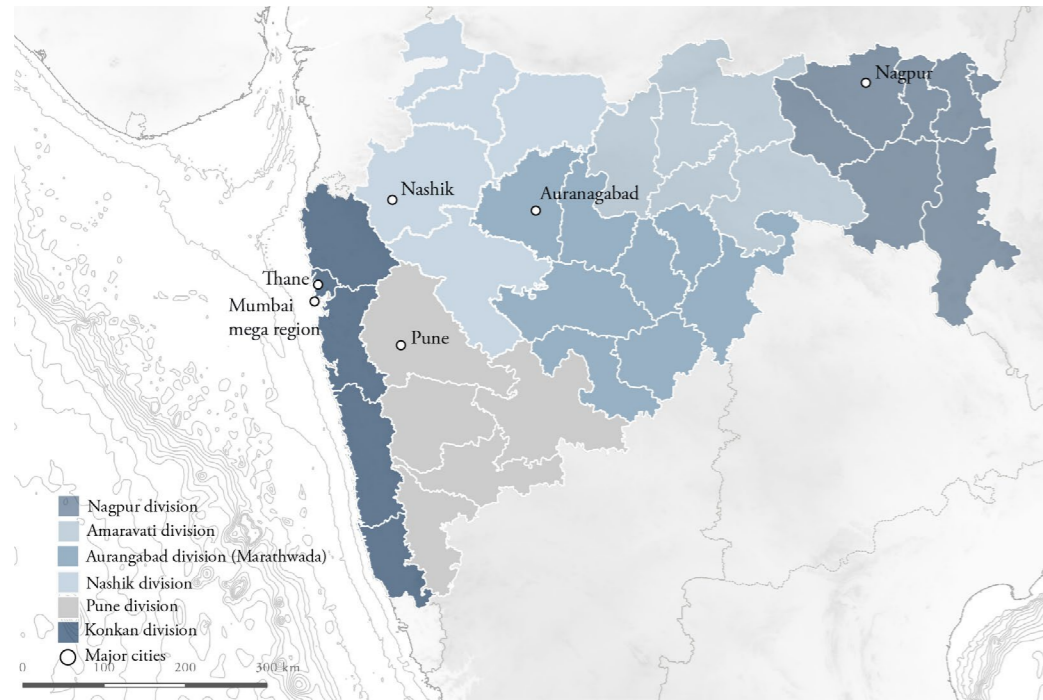 Nagpur
Nashik
Auranagabad
Thane
Mumbai
mega region
Pune
Nagpur division
Amaravati division
Aurangabad division (Marathwada)
Nashik division
Pune division
Konkan division
Major cities
0 100 200 300 km